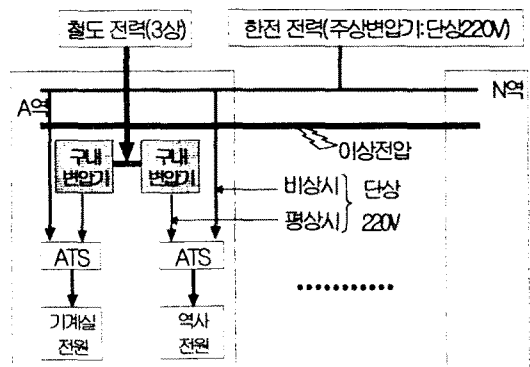 철도 전력(3상)
한전 전력(주상변압기:단상220V)
A역
N역
구내
변압기
구내
변압기
이상전압
비상시
단상
평상시
220V
ATS
ATS
기계실
전원
역사
전원